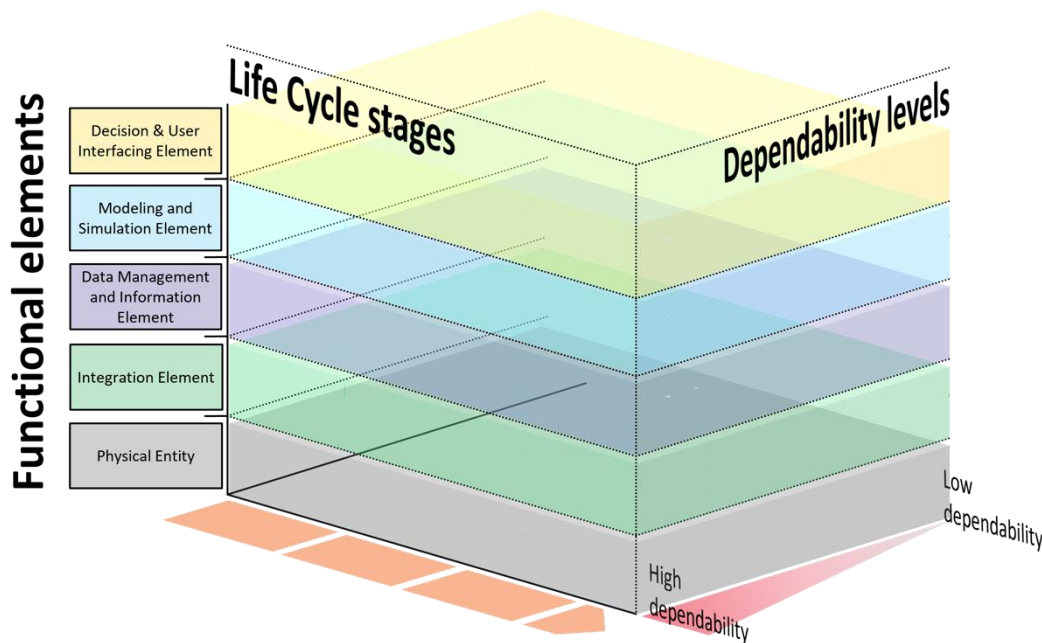 Functional elements
Life Cycle stages
Dependability levels
Decision & User
Interfacing Element
Modeling and
Simulation Element
Data Management
and Information
Element
Integration Element
Physical Entity
Low
dependability
High
dependability